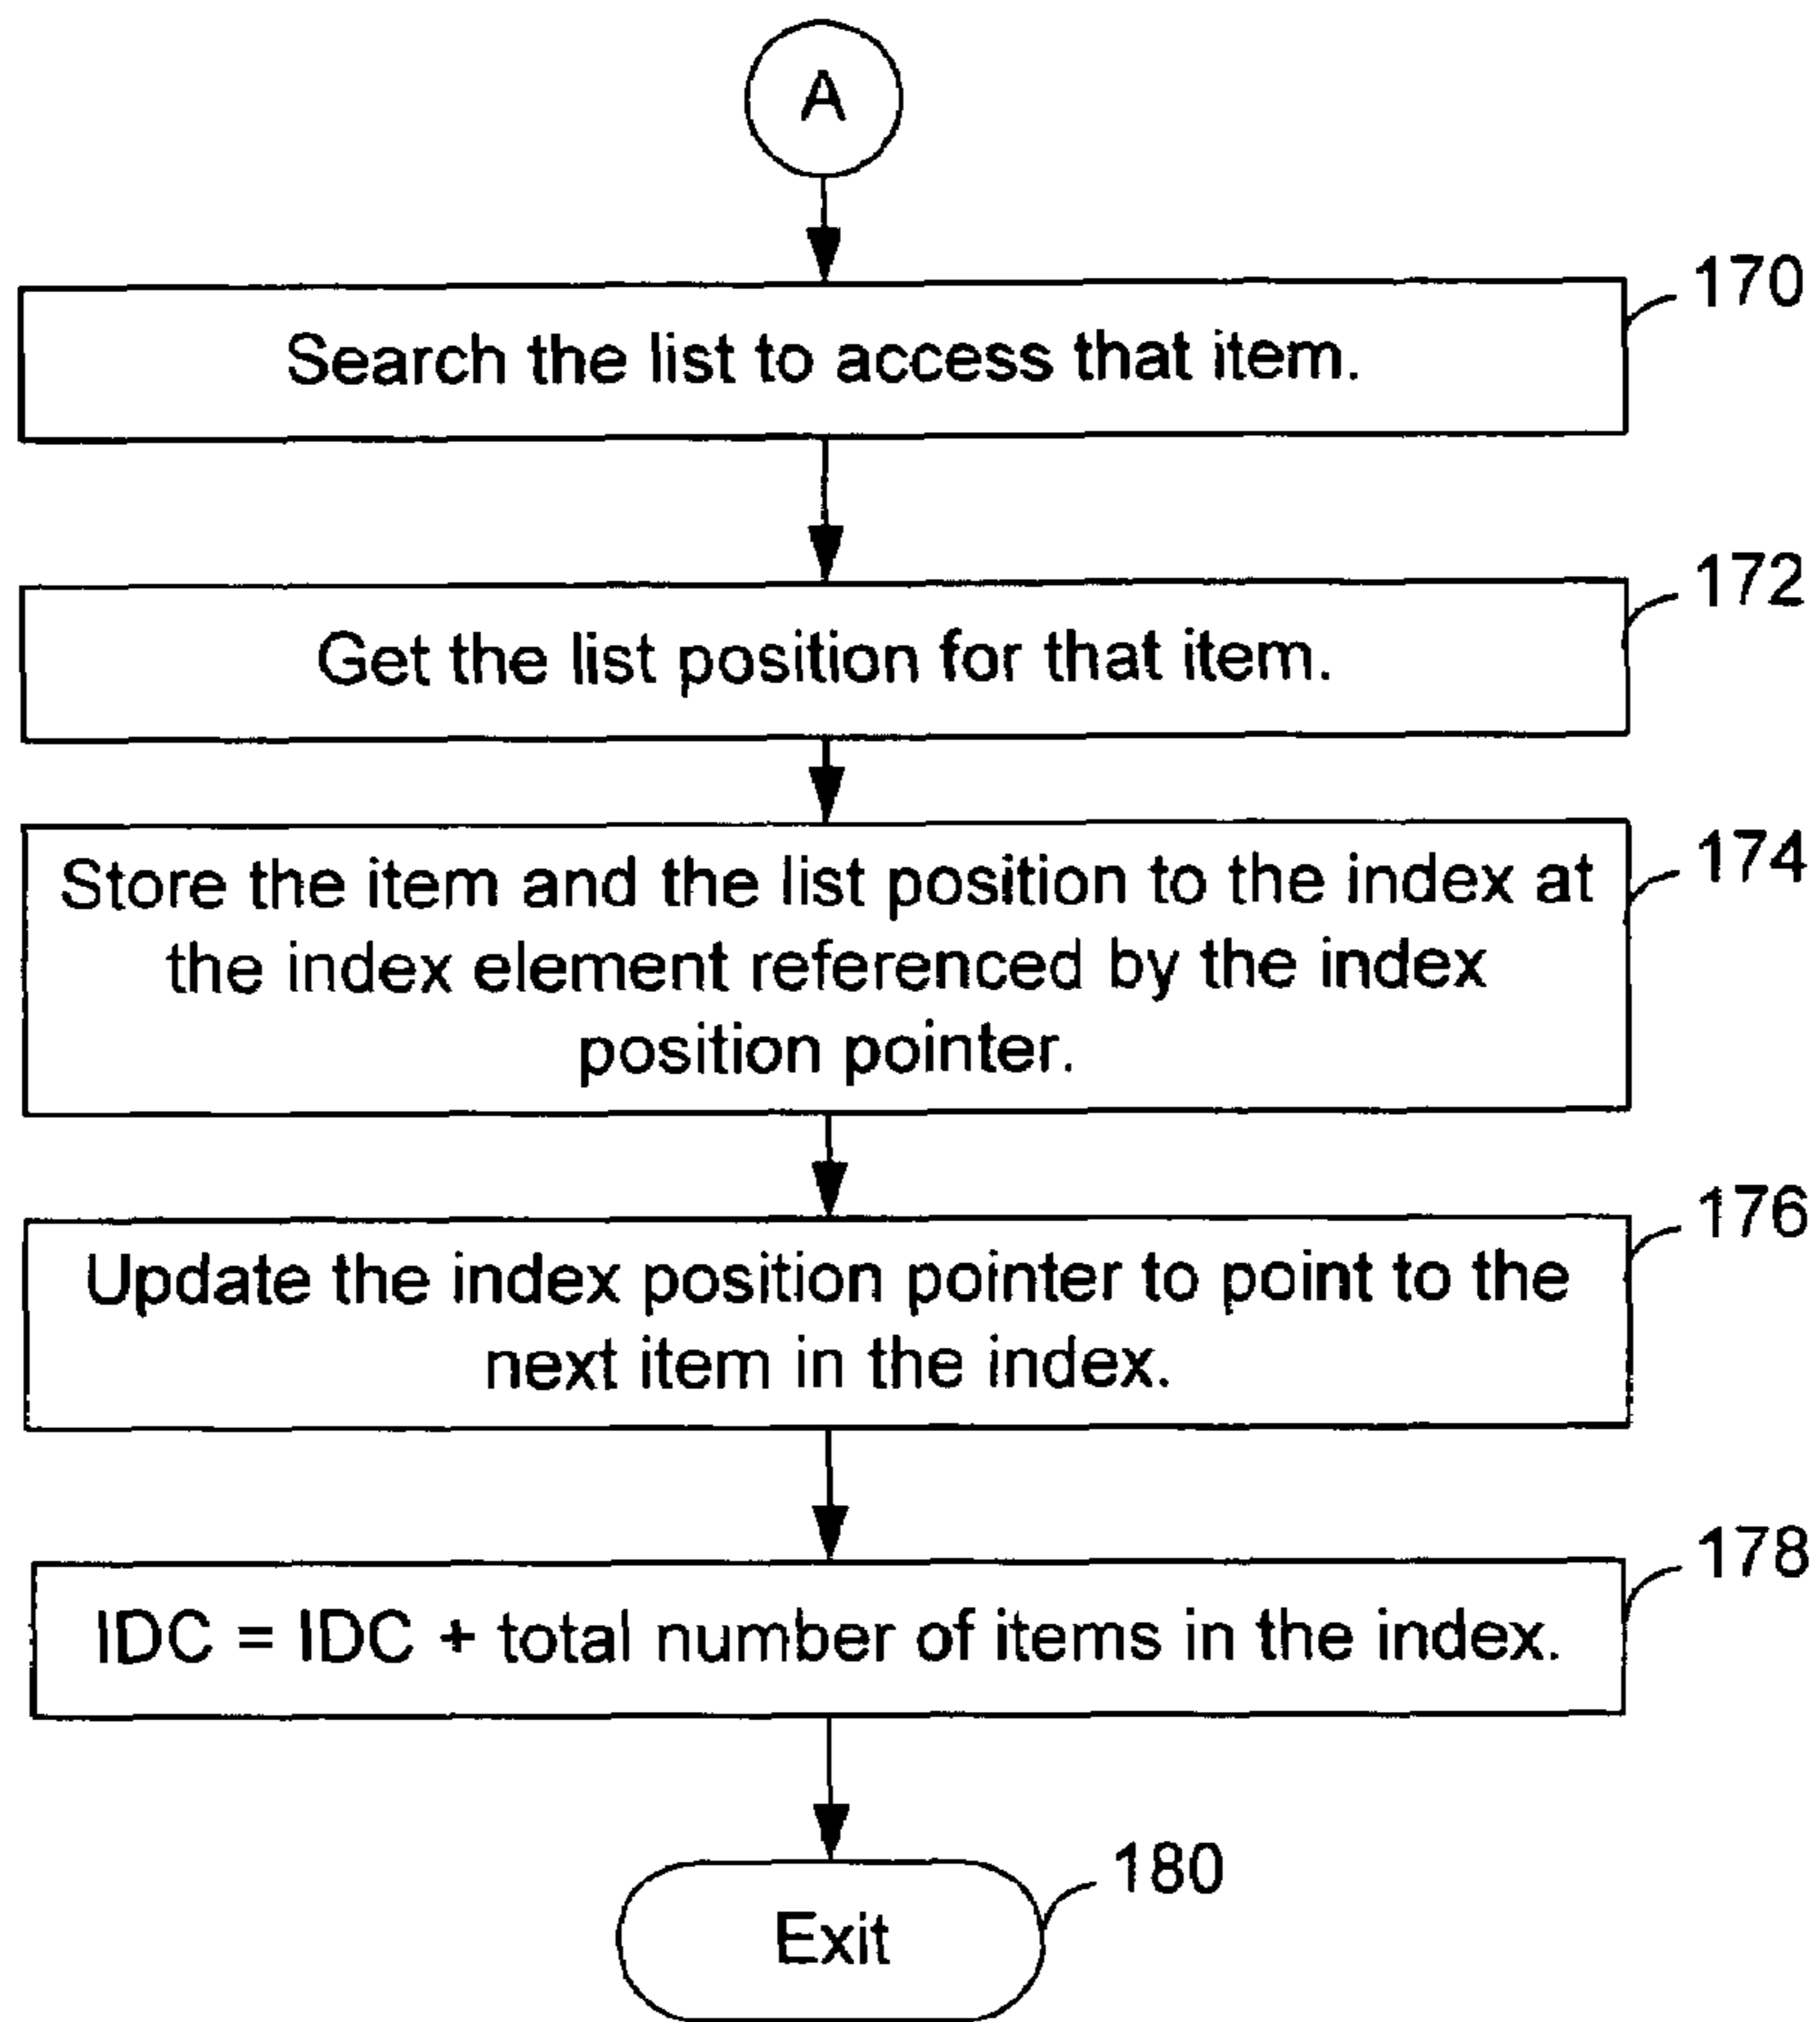 A
170
Search the list to access that item.
172
Get the list position for that item.
174
Store the item and the list position to the index at
the index element referenced by the index
position pointer.
176
Update the index position pointer to point to the
next item in the index.
178
IDC = IDC + total number of items in the index.
180
Exit